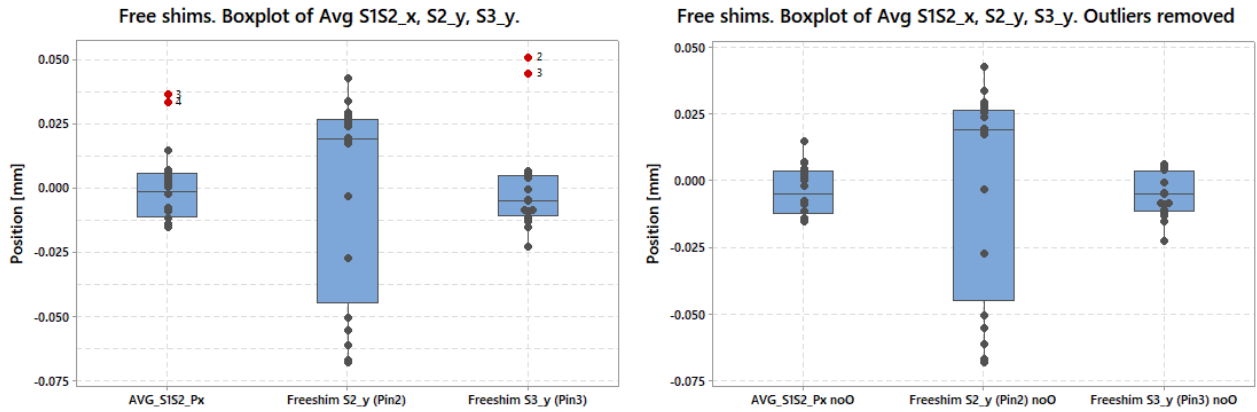 Free shims. Boxplot of Avg S1S2_x, S2_y, S3_y.
0.050
0.025
0.000
-0.025
-0.050
-0.075
Position [mm]
3
4
2
3
AVG_S1S2_Px
Freeshim S2_y (Pin2)
Freeshim S3_y (Pin3)
Free shims. Boxplot of Avg S1S2_x, S2_y, S3_y. Outliers removed
0.050
0.025
0.000
-0.025
-0.050
-0.075
Position [mm]
AVG_S1S2_Px noO
Freeshim S2_y (Pin2) noO
Freeshim S3_y (Pin3) noO